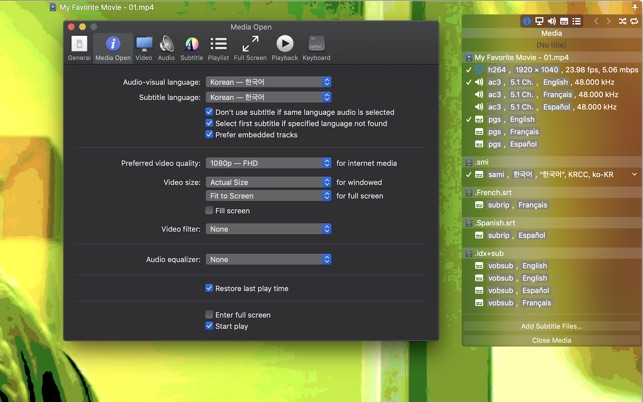 My Favorite Movie - 01.mp4
Media Open
General
Media Open
Video
Audio
Subtitle
Playlist
Full Screen
Playback
Keyboard
Audio-visual language: Korean — 한국어
Subtitle language: Korean — 한국어
Don't use subtitle if same language audio is selected
Select first subtitle if specified language not found
Prefer embedded tracks
Preferred video quality: 1080p — FHD for internet media
Video size: Actual Size for windowed
Fit to Screen for full screen
Fill screen
Video filter: None
Audio equalizer: None
Restore last play time
Enter full screen
Start play
Media
(No title)
My Favorite Movie - 01.mp4
h264 , 1920 × 1040 , 23.98 fps, 5.06 mbps
ac3 , 5.1 Ch. , English , 48.000 kHz
ac3 , 5.1 Ch. , Français , 48.000 kHz
ac3 , 5.1 Ch. , Español , 48.000 kHz
pgs , English
pgs , Français
pgs , Español
.smi
sami , 한국어 , "한국어", KRCC, ko-KR
.French.srt
subrip , Français
.Spanish.srt
subrip , Español
.idx+sub
vobsub , English
vobsub , English
vobsub , Español
vobsub , Français
Add Subtitle Files...
Close Media